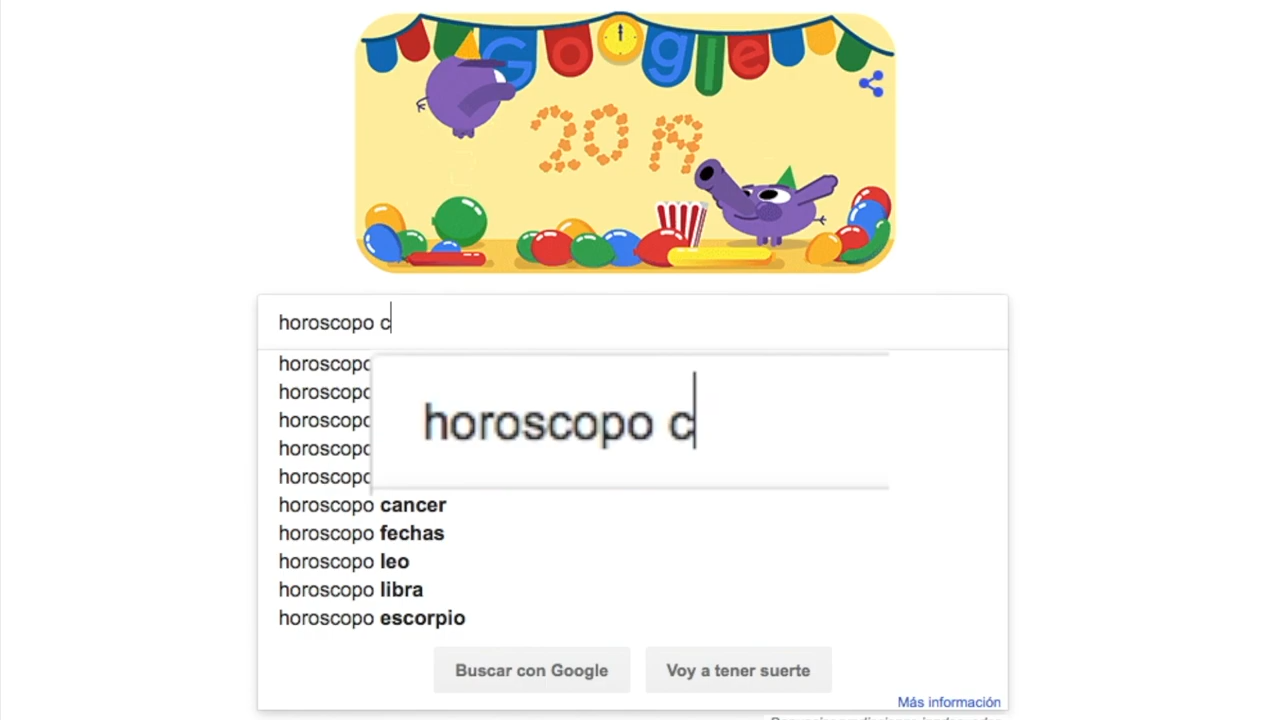 Google
horoscopo c
horoscopo
horoscopo
horoscopo
horoscopo
horoscopo
horoscopo c
horoscopo cancer
horoscopo fechas
horoscopo leo
horoscopo libra
horoscopo escorpio
Buscar con Google
Voy a tener suerte
Más información